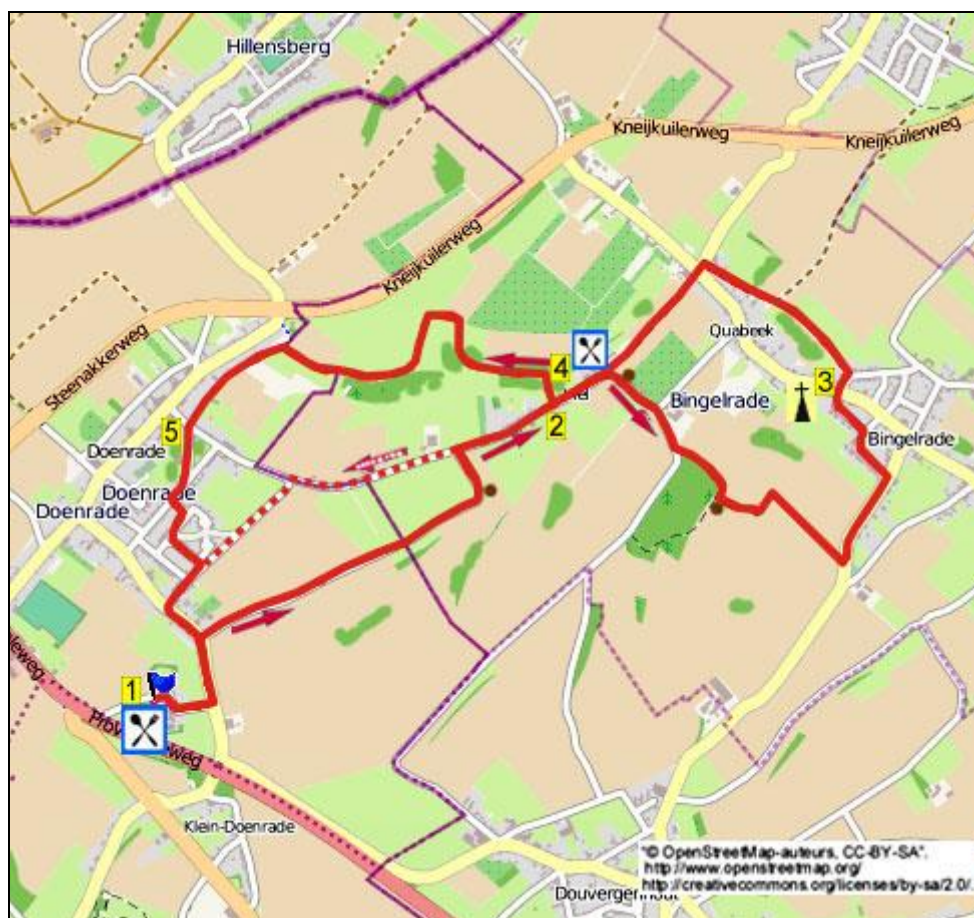 Hillensberg
Kneijkuilerweg
Kneijkuilerweg
Kneijkuilerweg
Steenakkerweg
Quabeek
4
3
Bingelrade
2
Bingelrade
5
Doenrade
Doenrade
Doenrade
1
Klein-Doenrade
Douvergenhout
"© OpenStreetMap-auteurs, CC-BY-SA",
http://www.openstreetmap.org/
http://creativecommons.org/licenses/by-sa/2.0/.